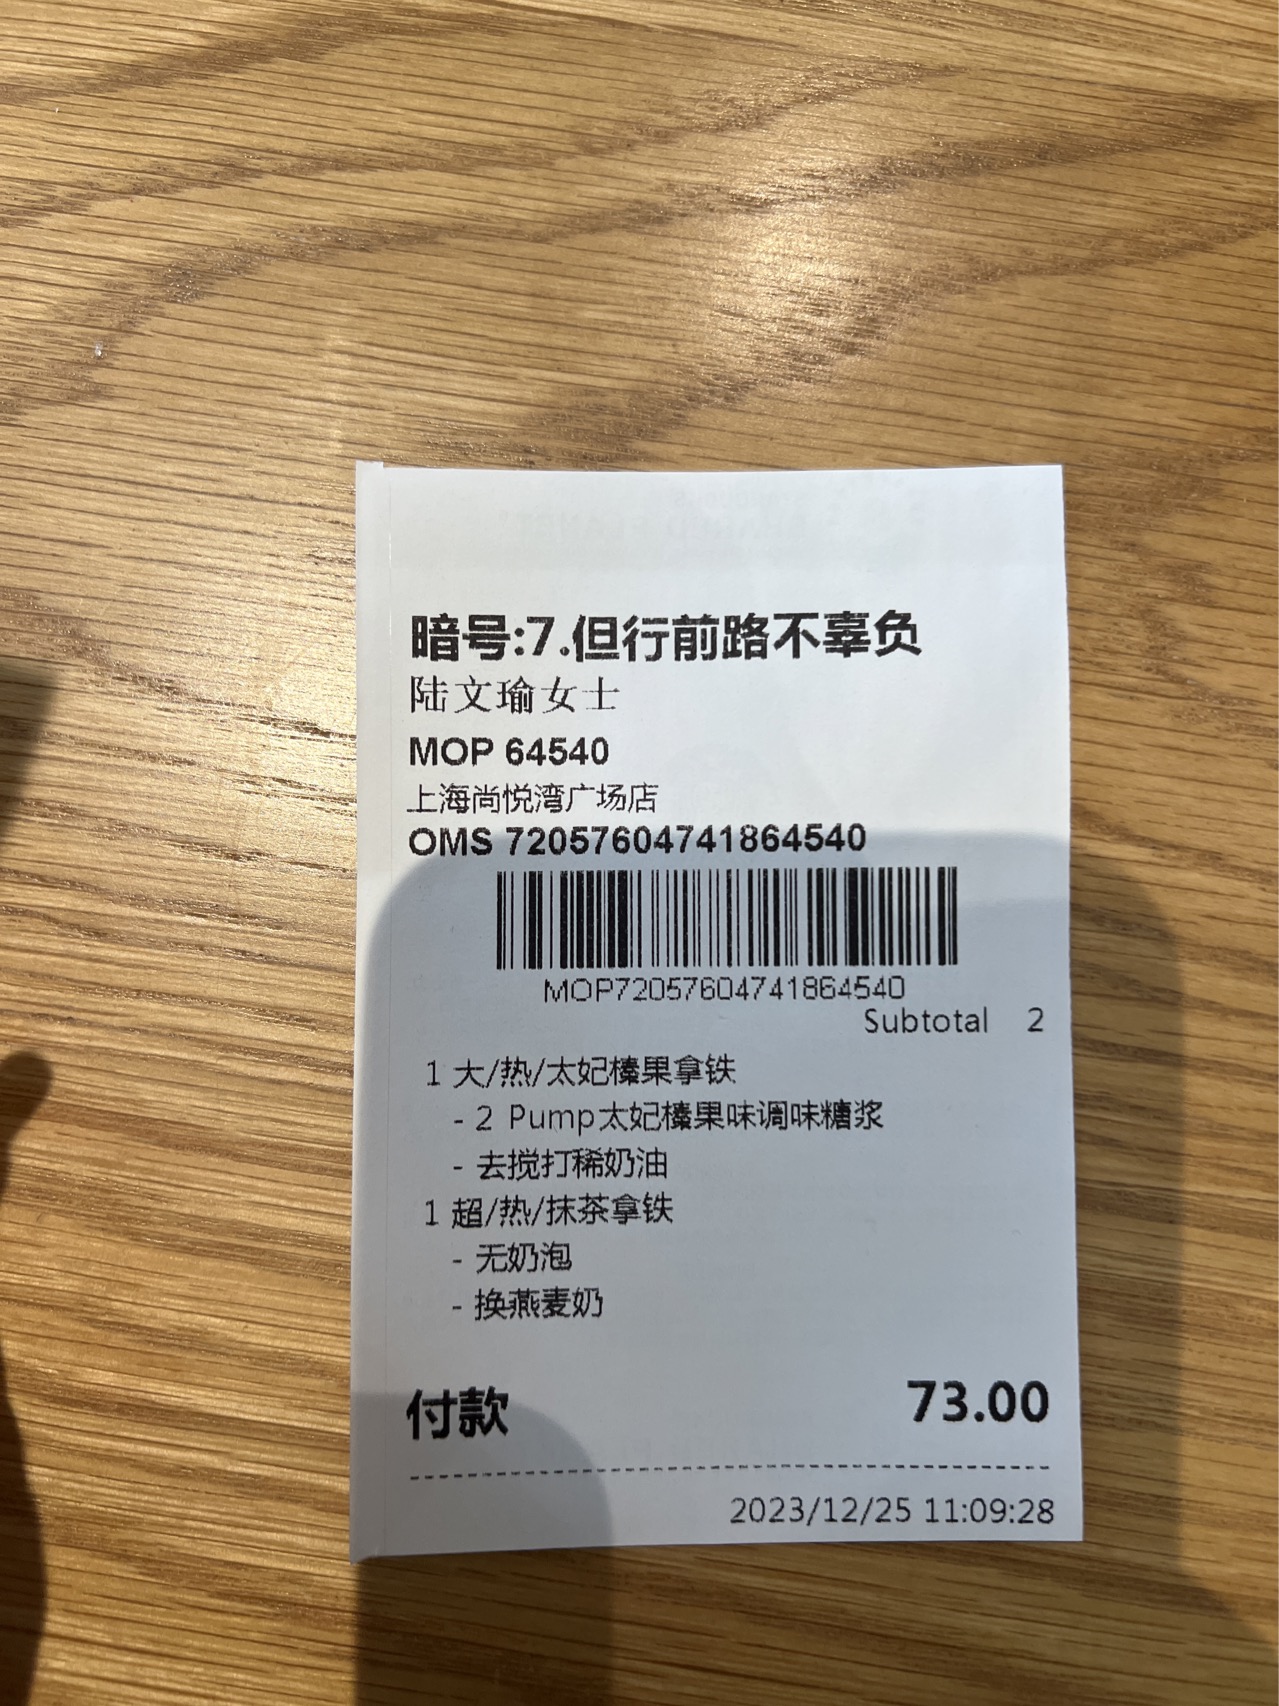 暗号:7.但行前路不辜负
陆文瑜女士
MOP 64540
上海尚悦湾广场店
OMS 72057604741864540
MOP72057604741864540
Subtotal 2
1 大/热/太妃榛果拿铁
- 2 Pump太妃榛果味调味糖浆
- 去搅打稀奶油
1 超/热/抹茶拿铁
- 无奶泡
- 换燕麦奶
付款 73.00
2023/12/25 11:09:28